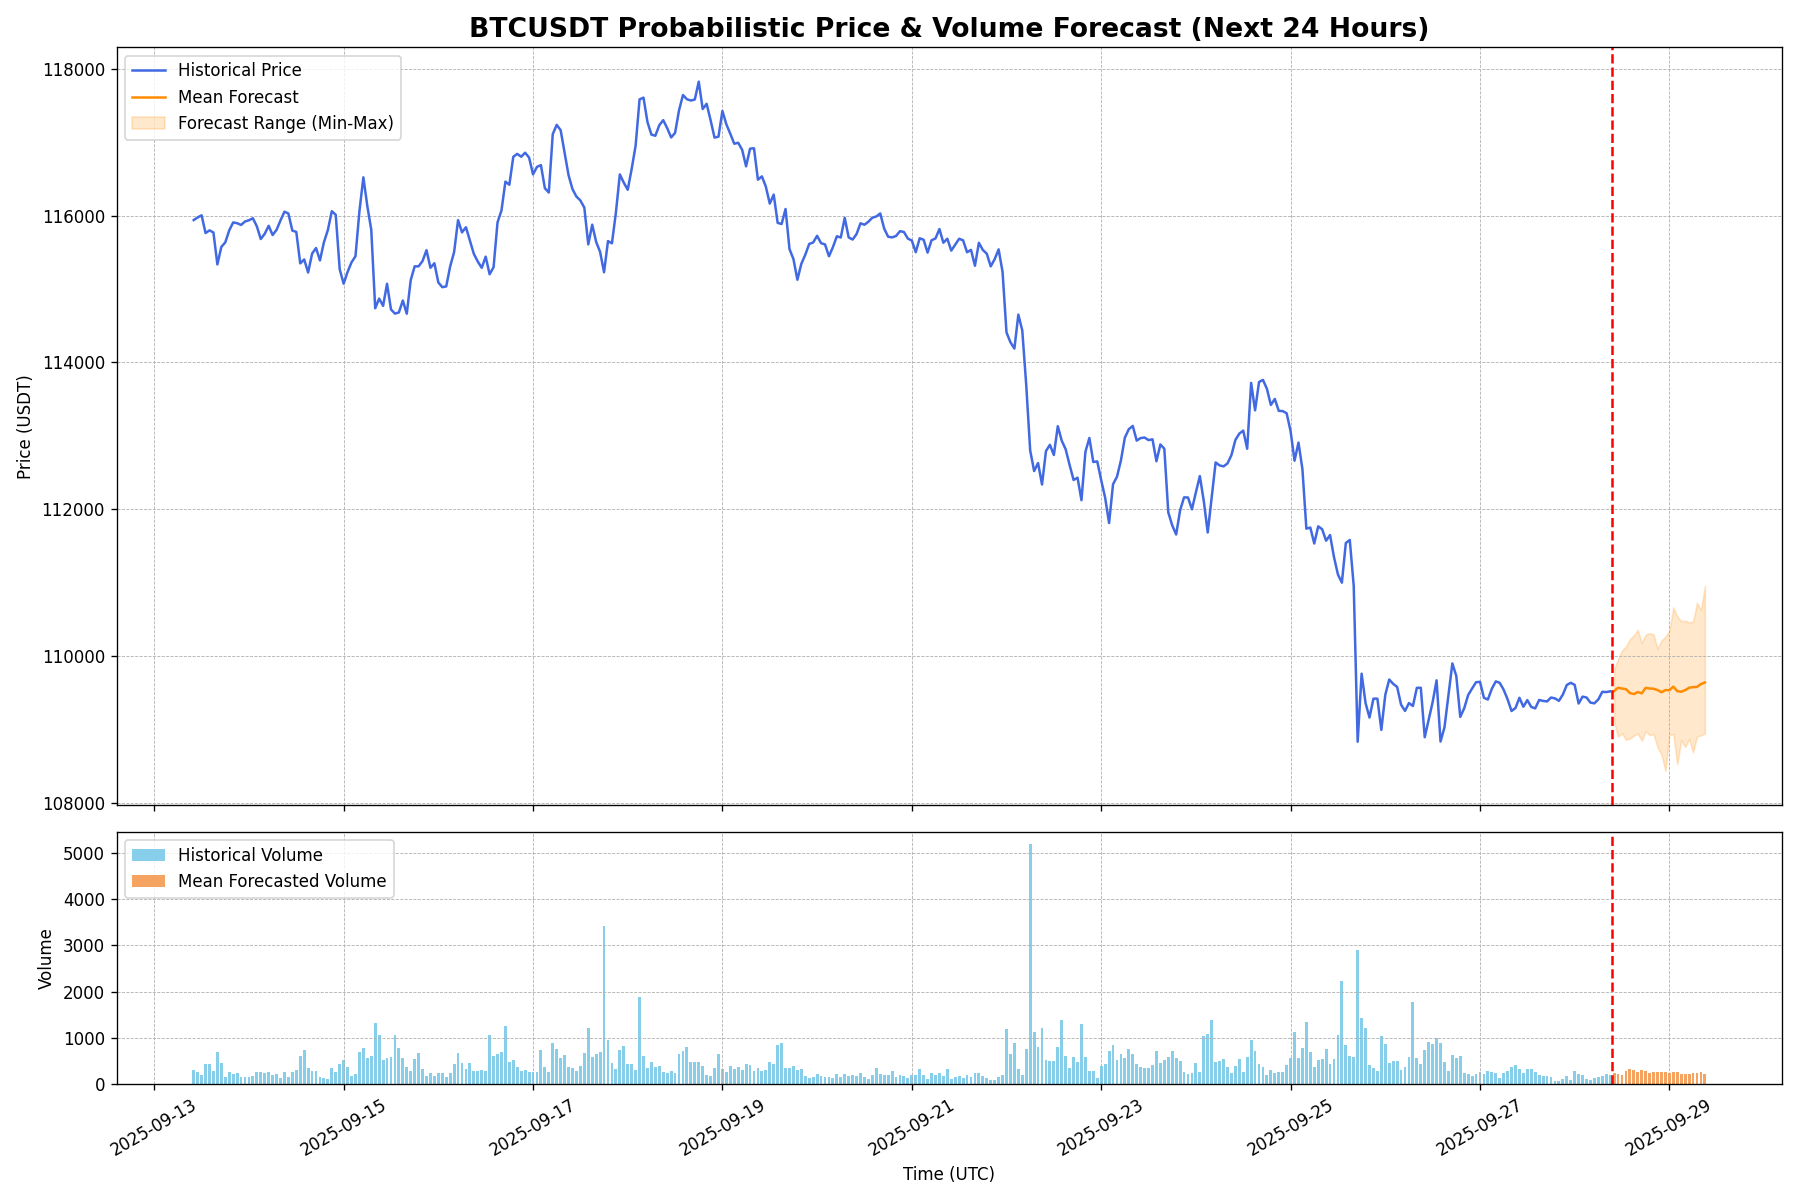 BTCUSDT Probabilistic Price & Volume Forecast (Next 24 Hours)
Historical Price
Mean Forecast
Forecast Range (Min-Max)
118000
116000
114000
112000
110000
108000
Price (USDT)
Historical Volume
Mean Forecasted Volume
5000
4000
3000
2000
1000
0
Volume
2025-09-13
2025-09-15
2025-09-17
2025-09-19
2025-09-21
2025-09-23
2025-09-25
2025-09-27
2025-09-29
Time (UTC)